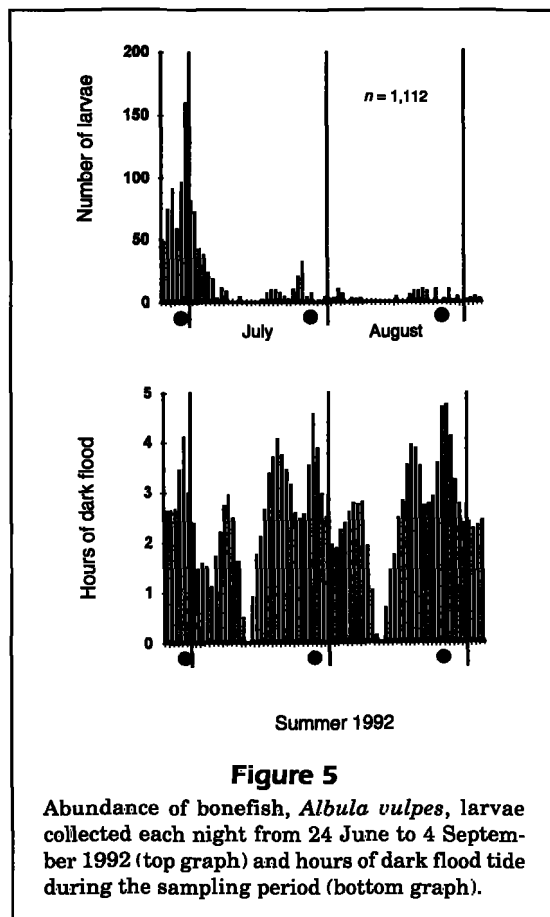 200
150
100
50
0
Number of larvae
n = 1,112
July
August
5
4
3
2
1
0
Hours of dark flood
Summer 1992
Figure 5
Abundance of bonefish, Albula vulpes, larvae
collected each night from 24 June to 4 Septem-
ber 1992 (top graph) and hours of dark flood tide
during the sampling period (bottom graph).